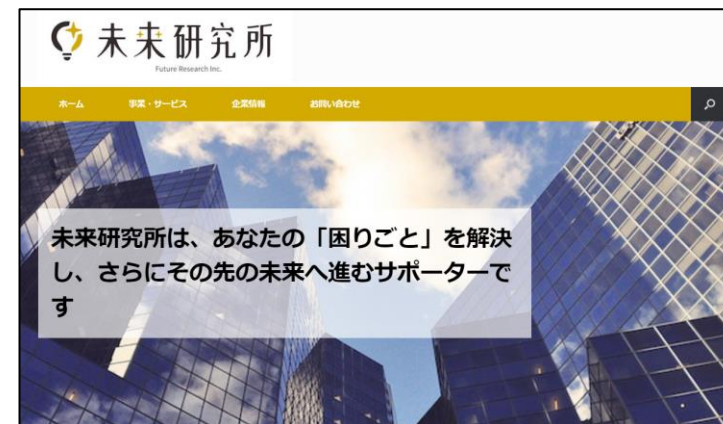 未来研究所
Future Research Inc.
ホーム 事業・サービス 企業情報 お問い合わせ
未来研究所は、あなたの「困りごと」を解決
し、さらにその先の未来へ進むサポーターで
す